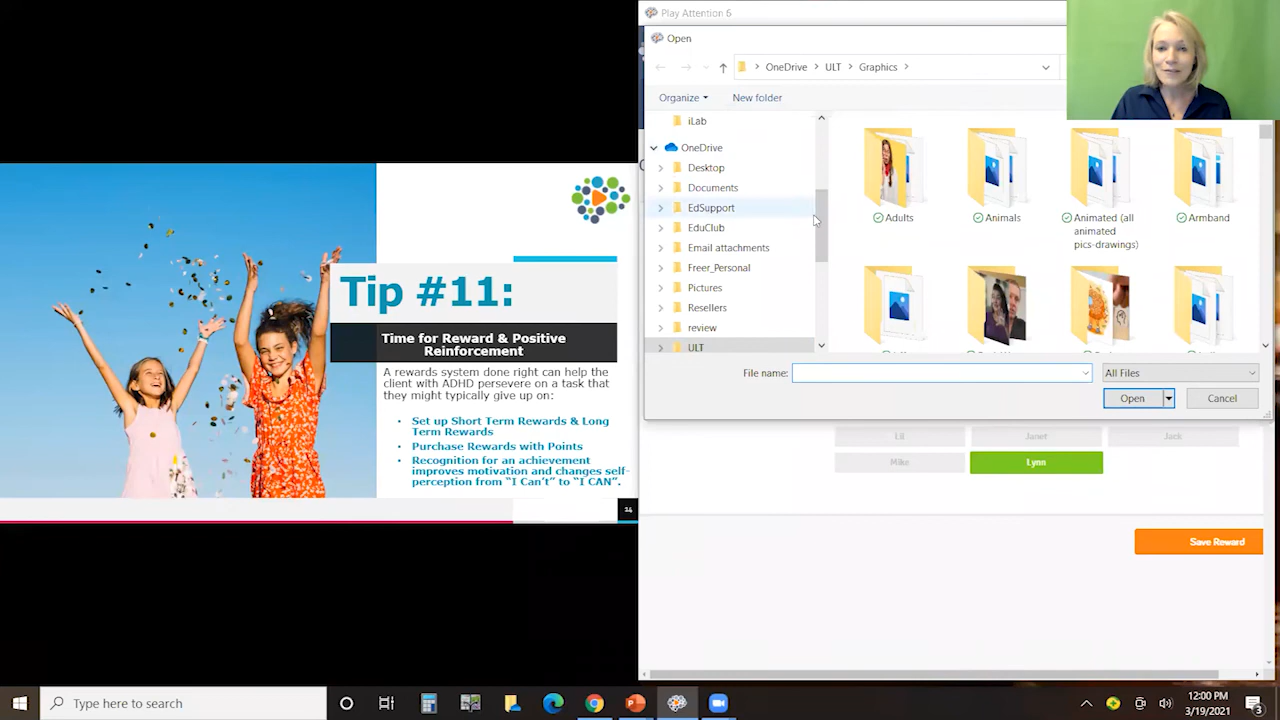 Play Attention 6
Open
OneDrive
ULT
Graphics
Organize
New folder
iLab
OneDrive
Desktop
Documents
EdSupport
EduClub
Email attachments
Freer_Personal
Pictures
Resellers
review
ULT
Adults
Animals
Animated (all
animated
pics-drawings)
Armband
File name:
All Files
Open
Cancel
Lil
Janet
Jack
Mike
Lynn
Save Reward
Tip #11:
Time for Reward & Positive
Reinforcement
A rewards system done right can help the
client with ADHD persevere on a task that
they might typically give up on:
• Set up Short Term Rewards & Long
Term Rewards
• Purchase Rewards with Points
• Recognition for an achievement
improves motivation and changes self-
perception from “I Can’t” to “I CAN”.
14
Type here to search
12:00 PM
3/19/2021
3